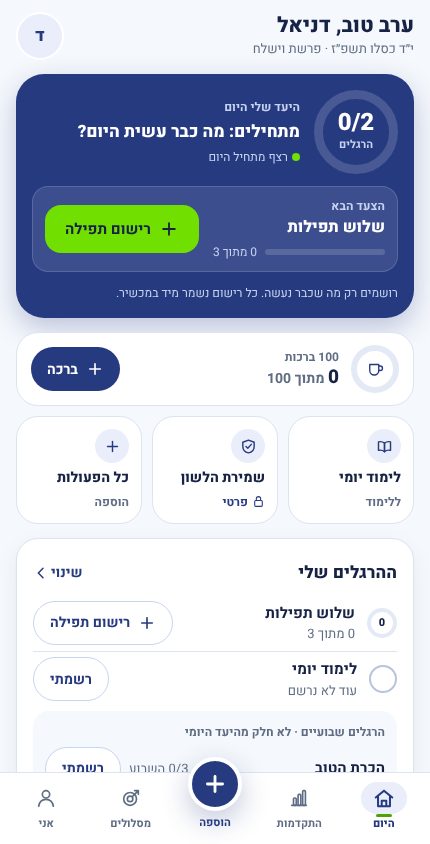 ערב טוב, דניאל
י״ד כסלו תשפ״ז · פרשת וישלח
ד
0/2
הרגלים
היעד שלי היום
מתחילים: מה כבר עשית היום?
רצף מתחיל היום
הצעד הבא
שלוש תפילות
0 מתוך 3
רישום תפילה
רושמים רק מה שכבר נעשה. כל רישום נשמר מיד במכשיר.
100 ברכות
0 מתוך 100
ברכה
לימוד יומי
ללימוד
שמירת הלשון
פרטי
כל הפעולות
הוספה
ההרגלים שלי
שינוי
0
שלוש תפילות
0 מתוך 3
רישום תפילה
לימוד יומי
עוד לא נרשם
רשמתי
הרגלים שבועיים · לא חלק מהיעד היומי
הכרת הטוב
0/3 השבוע
רשמתי
היום
התקדמות
הוספה
מסלולים
אני